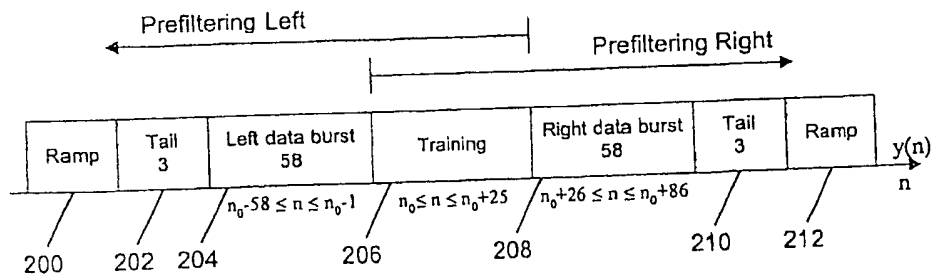 Prefiltering Left
Prefiltering Right
Ramp
Tail
3
Left data burst
58
Training
Right data burst
58
Tail
3
Ramp
y(n)
n
n₀-58 ≤ n ≤ n₀-1
n₀≤ n ≤ n₀+25
n₀+26 ≤ n ≤ n₀+86
200
202
204
206
208
210
212